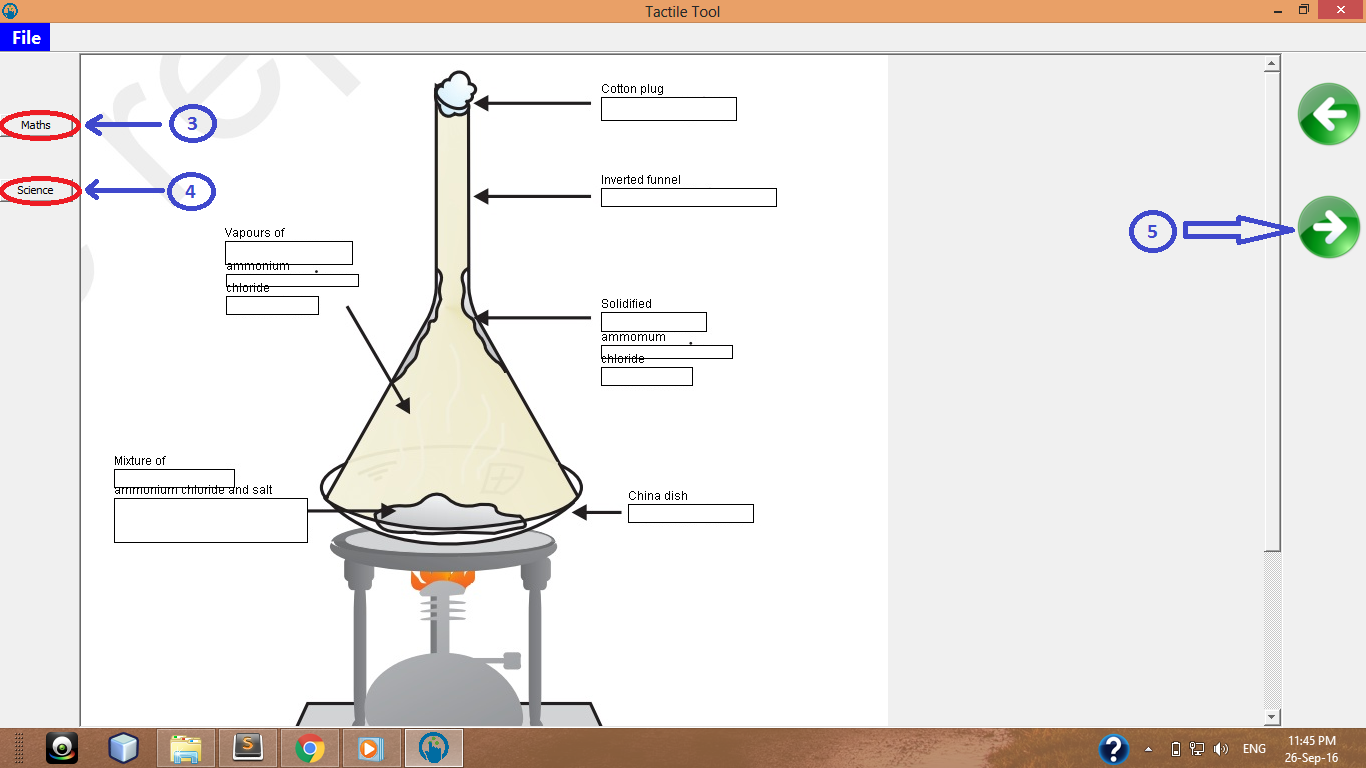 Tactile Tool
File
Maths
3
Science
4
5
Cotton plug
Inverted funnel
Vapours of
ammonium
chloride
Solidified
ammomum
chloride
Mixture of
ammonium chloride and salt
China dish
S
?
ENG
11:45 PM
26-Sep-16